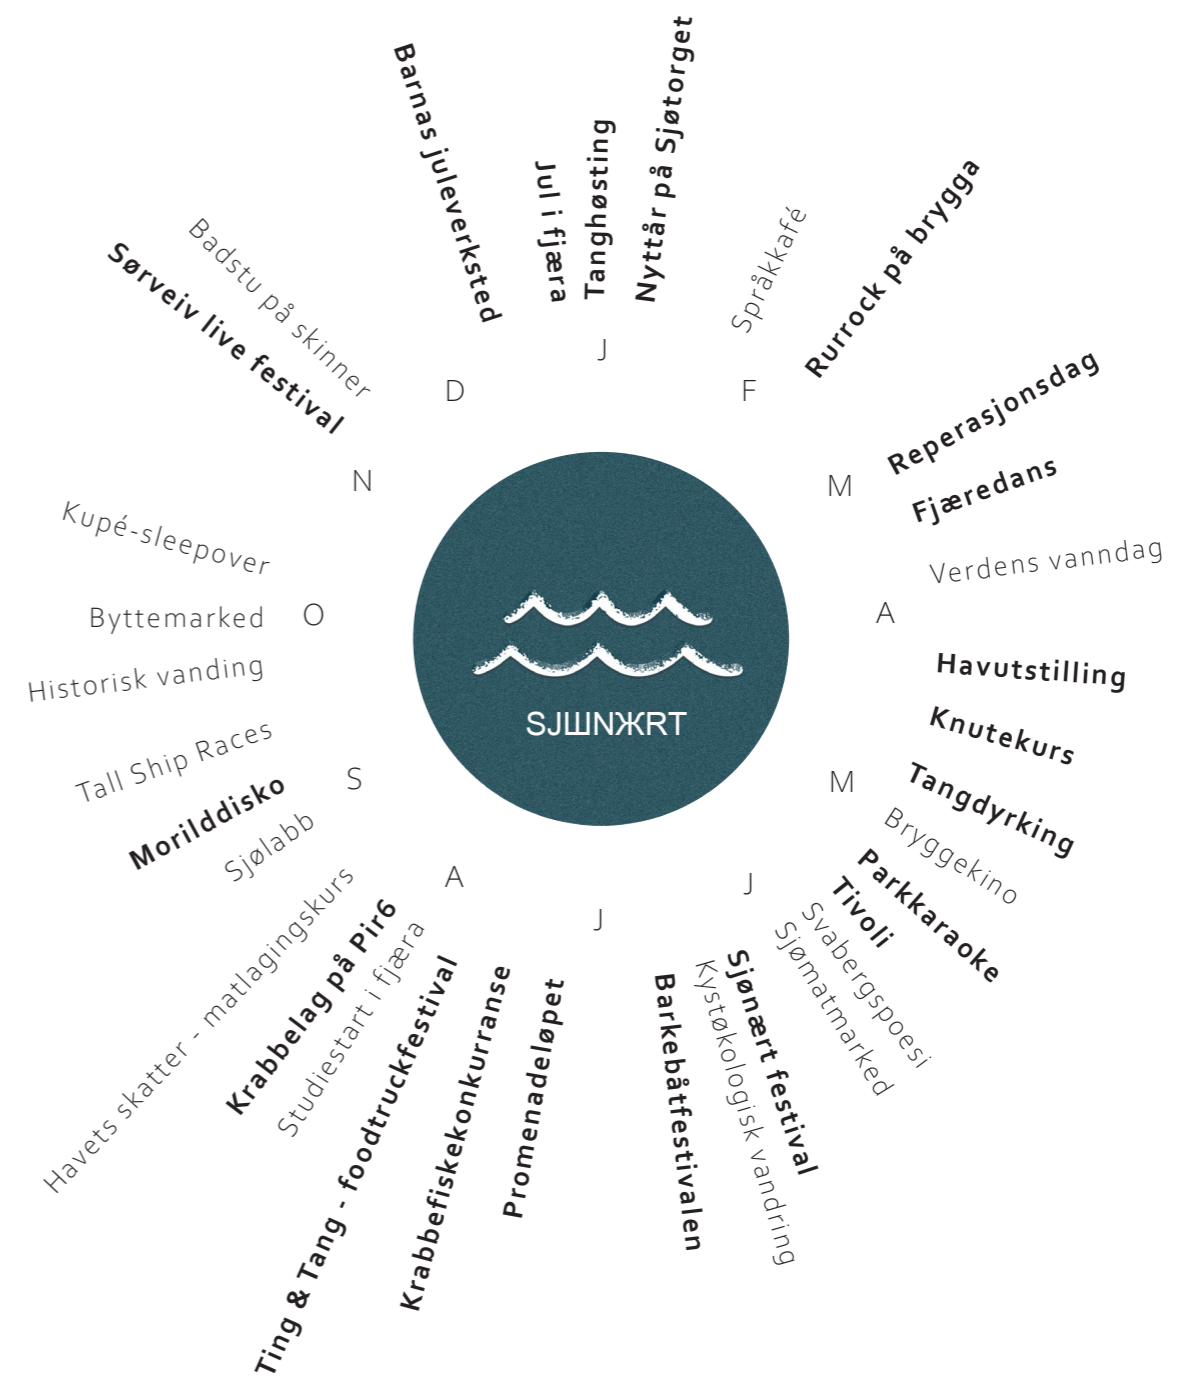 Tanghøsting
Nyttår på Sjøtorget
Språkkafé
Rurrock på brygga
Reperasjonsdag
Fjæredans
Verdens vanndag
Havutstilling
Knutekurs
Tangdyrking
Bryggekino
Parkkaraoke
Tivoli
Svabergspoesi
Sjømatmarked
Sjønært festival
Kystøkologisk vandring
Barkebåtfestivalen
Promenadeløpet
Krabbefiskekonkurranse
Ting & Tang - foodtruckfestival
Studiestart i fjæra
Krabbelag på Pir6
Havets skatter - matlagingskurs
Sjølabb
Morilddisko
Tall Ship Races
Historisk vanding
Byttemarked
Kupé-sleepover
Sørveiv live festival
Badstu på skinner
Barnas juleverksted
Jul i fjæra
J
F
M
A
M
J
J
A
S
O
N
D
SJШNЖRT